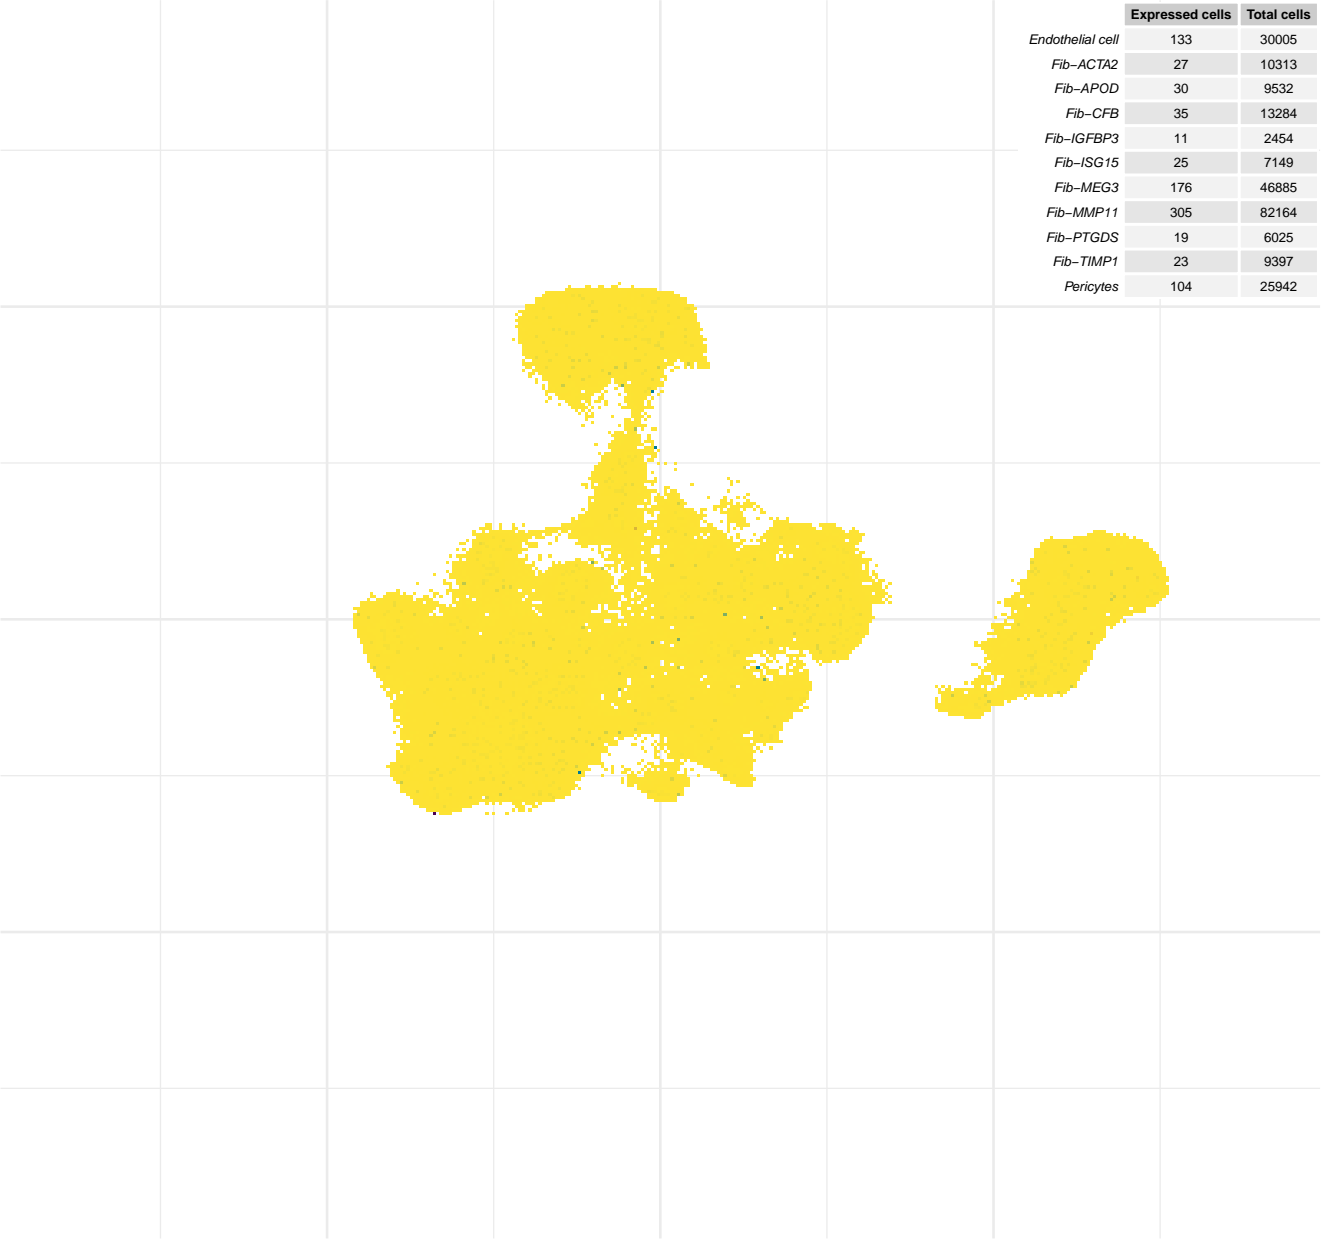 Expressed cells Total cells
Endothelial cell 133 30005
Fib−ACTA2 27 10313
Fib−APOD 30 9532
Fib−CFB 35 13284
Fib−IGFBP3 11 2454
Fib−ISG15 25 7149
Fib−MEG3 176 46885
Fib−MMP11 305 82164
Fib−PTGDS 19 6025
Fib−TIMP1 23 9397
Pericytes 104 25942